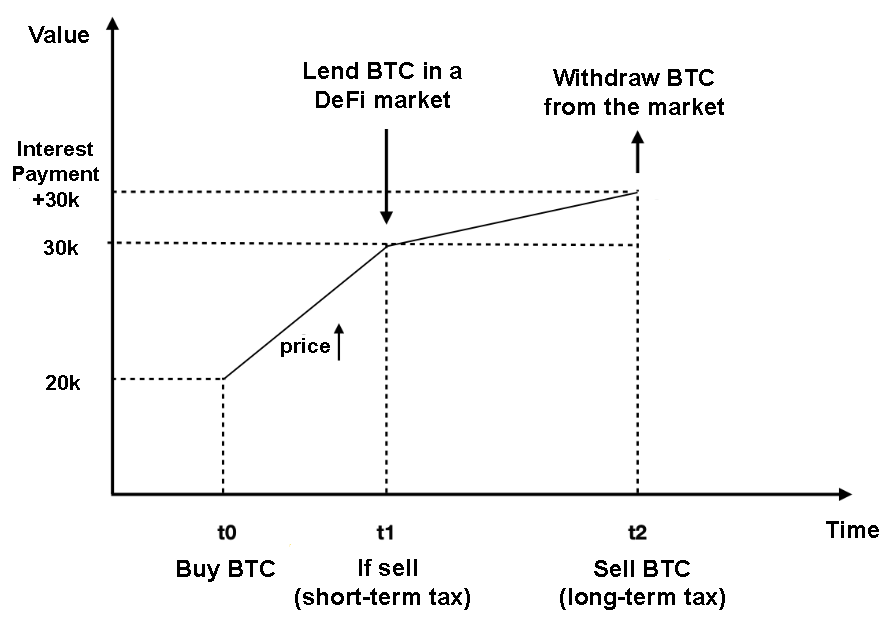 Value
Lend BTC in a
DeFi market
Withdraw BTC
from the market
Interest
Payment
+30k
30k
price
20k
t0
t1
t2
Time
Buy BTC
If sell
(short-term tax)
Sell BTC
(long-term tax)